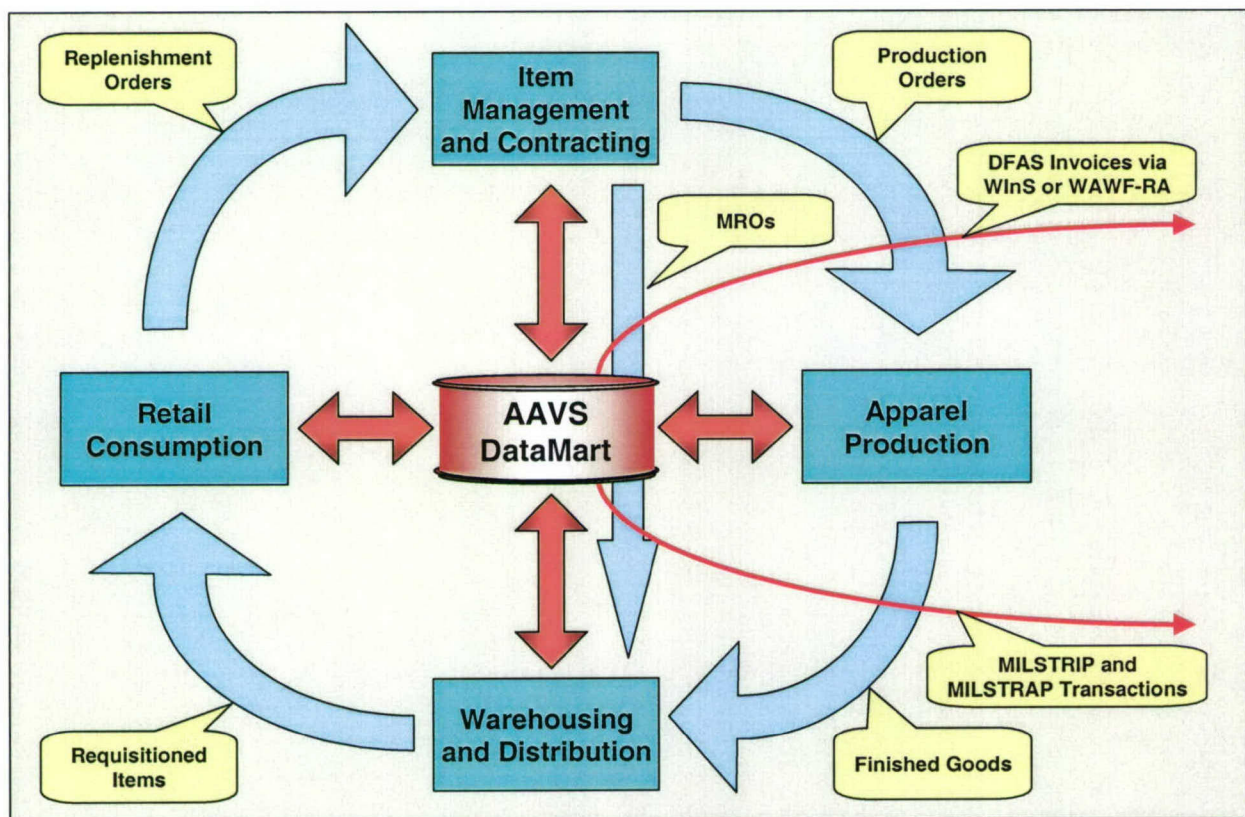 Replenishment
Orders
Item
Management
and Contracting
Production
Orders
DFAS Invoices via
WInS or WAWF-RA
MROs
Retail
Consumption
AAVS
DataMart
Apparel
Production
MILSTRIP and
MILSTRAP Transactions
Warehousing
and Distribution
Requisitioned
Items
Finished Goods